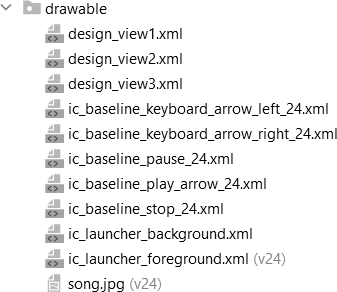 drawable
design_view1.xml
design_view2.xml
design_view3.xml
ic_baseline_keyboard_arrow_left_24.xml
ic_baseline_keyboard_arrow_right_24.xml
ic_baseline_pause_24.xml
ic_baseline_play_arrow_24.xml
ic_baseline_stop_24.xml
ic_launcher_background.xml
ic_launcher_foreground.xml (v24)
song.jpg (v24)